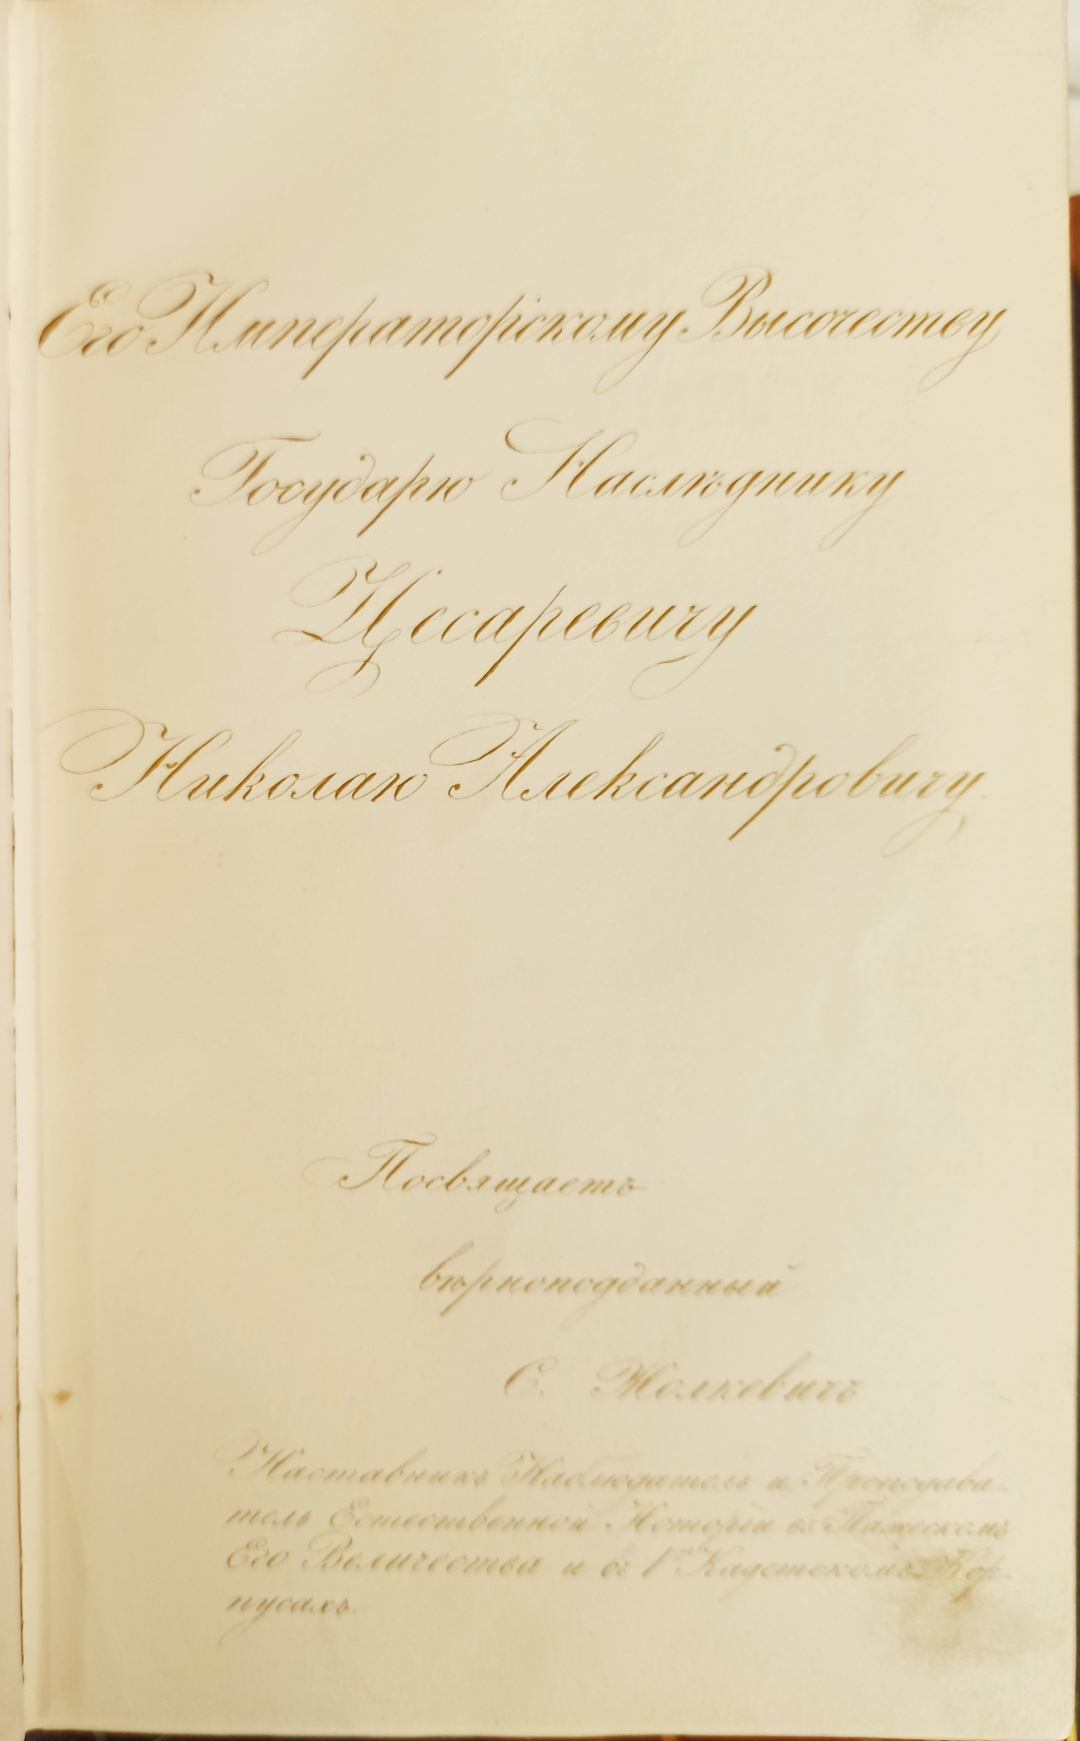 Его Императорскому Высочеству
Государю Наслѣднику
Цесаревичу
Николаю Александровичу.
Посвящаетъ
вѣрноподданный
С. Жолкевичъ
Наставникъ Наблюдатель и Преподава-
тель Естественной Исторіи въ Пажескомъ
Его Величества и въ 1ᵐъ Кадетскомъ Кор-
пусахъ.